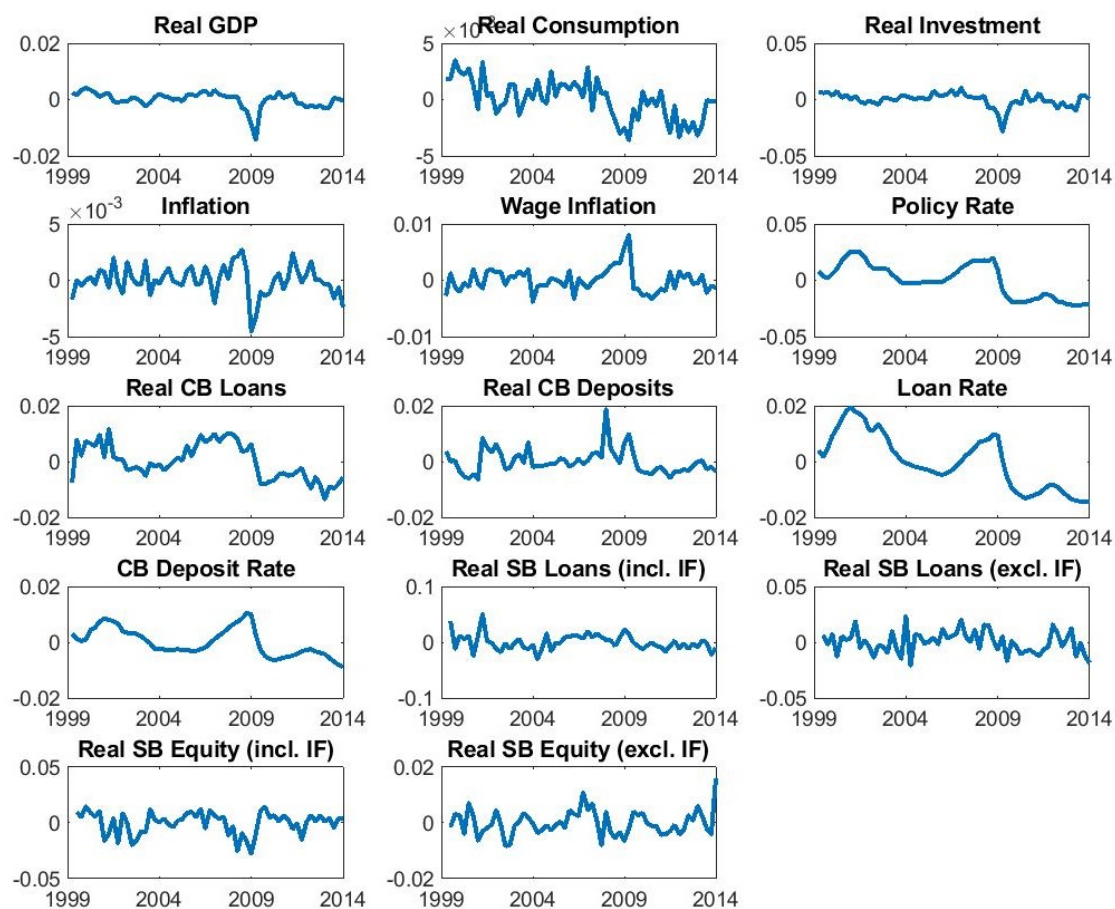 Real GDP
0.02
0
-0.02
1999 2004 2009 2014
×10 Real Consumption
5
0
-5
1999 2004 2009 2014
Real Investment
0.05
0
-0.05
1999 2004 2009 2014
×10-3 Inflation
5
0
-5
1999 2004 2009 2014
Wage Inflation
0.01
0
-0.01
1999 2004 2009 2014
Policy Rate
0.05
0
-0.05
1999 2004 2009 2014
Real CB Loans
0.02
0
-0.02
1999 2004 2009 2014
Real CB Deposits
0.02
0
-0.02
1999 2004 2009 2014
Loan Rate
0.02
0
-0.02
1999 2004 2009 2014
CB Deposit Rate
0.02
0
-0.02
1999 2004 2009 2014
Real SB Loans (incl. IF)
0.1
0
-0.1
1999 2004 2009 2014
Real SB Loans (excl. IF)
0.05
0
-0.05
1999 2004 2009 2014
Real SB Equity (incl. IF)
0.05
0
-0.05
1999 2004 2009 2014
Real SB Equity (excl. IF)
0.02
0
-0.02
1999 2004 2009 2014